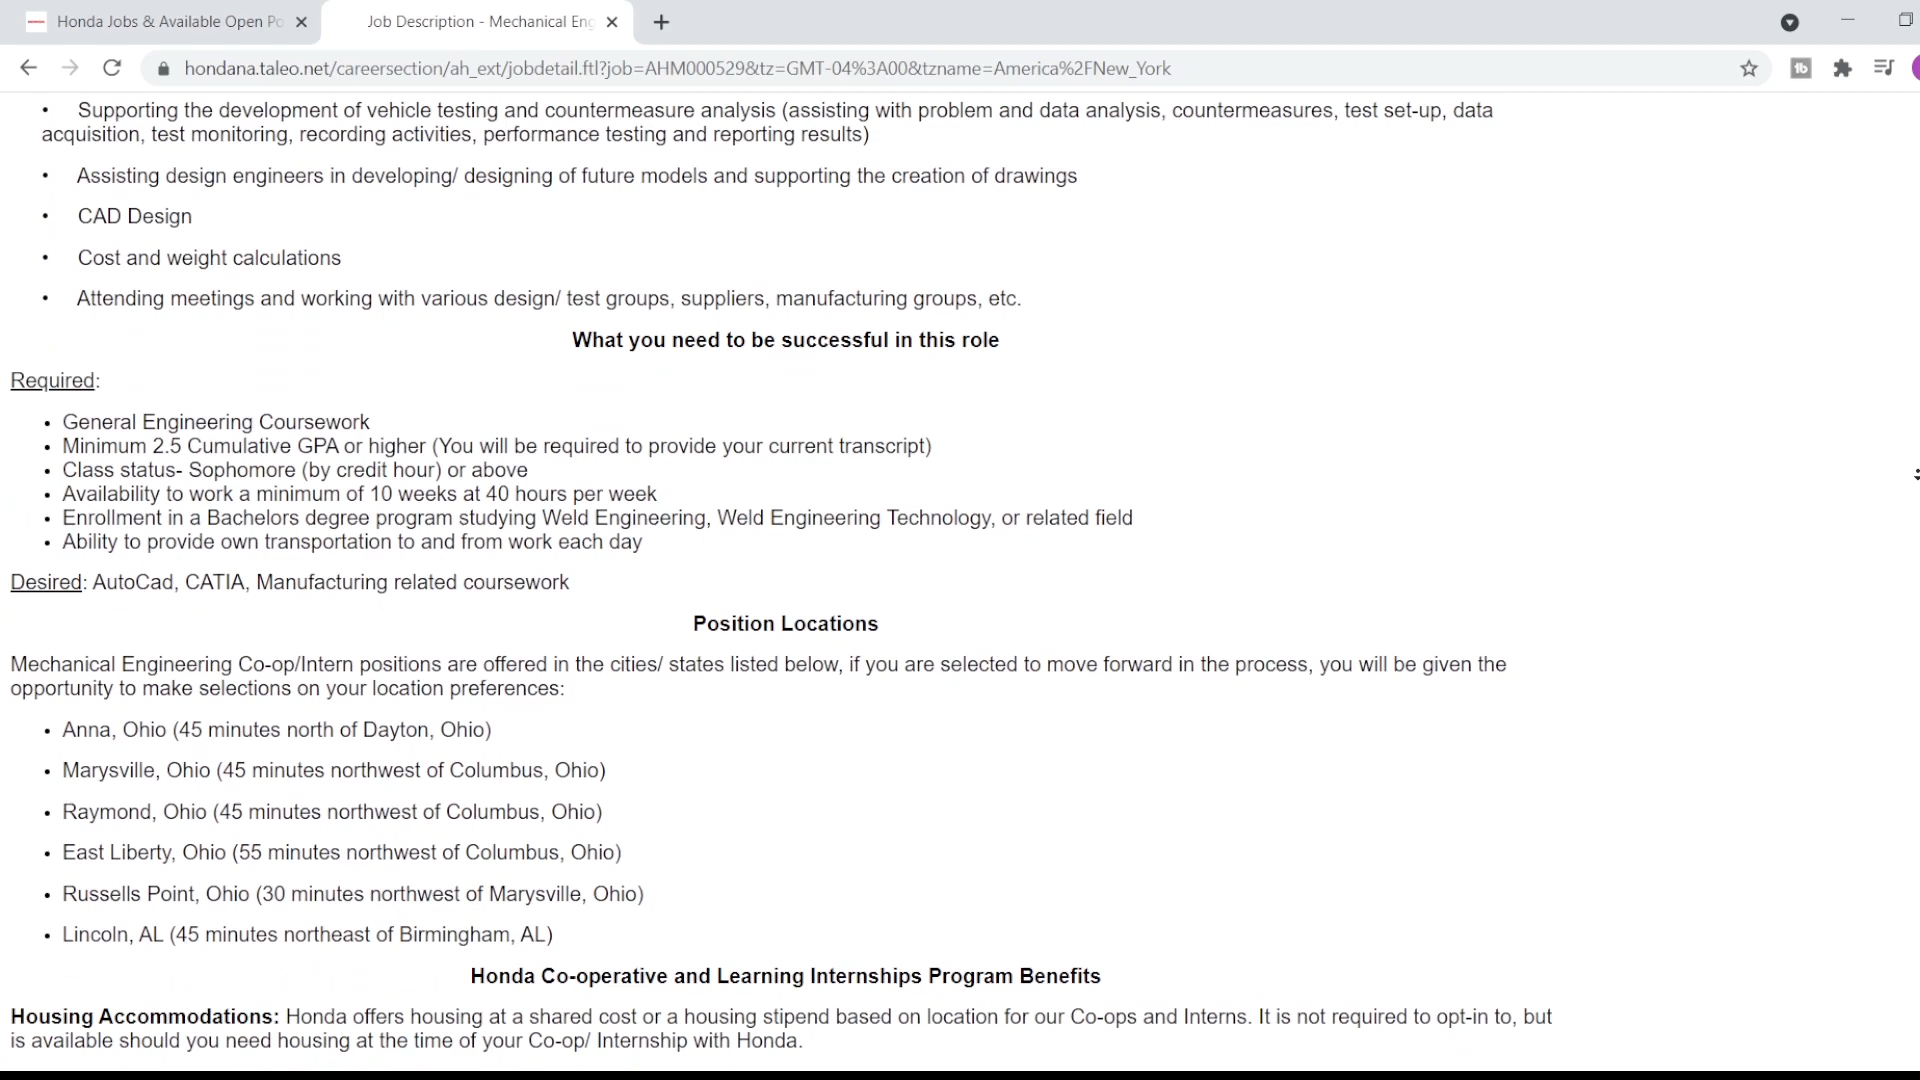 Honda Jobs & Available Open Po
Job Description - Mechanical Eng
hondana.taleo.net/careersection/ah_ext/jobdetail.ftl?job=AHM000529&tz=GMT-04%3A00&tzname=America%2FNew_York
• Supporting the development of vehicle testing and countermeasure analysis (assisting with problem and data analysis, countermeasures, test set-up, data
acquisition, test monitoring, recording activities, performance testing and reporting results)
• Assisting design engineers in developing/ designing of future models and supporting the creation of drawings
• CAD Design
• Cost and weight calculations
• Attending meetings and working with various design/ test groups, suppliers, manufacturing groups, etc.
What you need to be successful in this role
Required:
• General Engineering Coursework
• Minimum 2.5 Cumulative GPA or higher (You will be required to provide your current transcript)
• Class status- Sophomore (by credit hour) or above
• Availability to work a minimum of 10 weeks at 40 hours per week
• Enrollment in a Bachelors degree program studying Weld Engineering, Weld Engineering Technology, or related field
• Ability to provide own transportation to and from work each day
Desired: AutoCad, CATIA, Manufacturing related coursework
Position Locations
Mechanical Engineering Co-op/Intern positions are offered in the cities/ states listed below, if you are selected to move forward in the process, you will be given the
opportunity to make selections on your location preferences:
• Anna, Ohio (45 minutes north of Dayton, Ohio)
• Marysville, Ohio (45 minutes northwest of Columbus, Ohio)
• Raymond, Ohio (45 minutes northwest of Columbus, Ohio)
• East Liberty, Ohio (55 minutes northwest of Columbus, Ohio)
• Russells Point, Ohio (30 minutes northwest of Marysville, Ohio)
• Lincoln, AL (45 minutes northeast of Birmingham, AL)
Honda Co-operative and Learning Internships Program Benefits
Housing Accommodations: Honda offers housing at a shared cost or a housing stipend based on location for our Co-ops and Interns. It is not required to opt-in to, but
is available should you need housing at the time of your Co-op/ Internship with Honda.